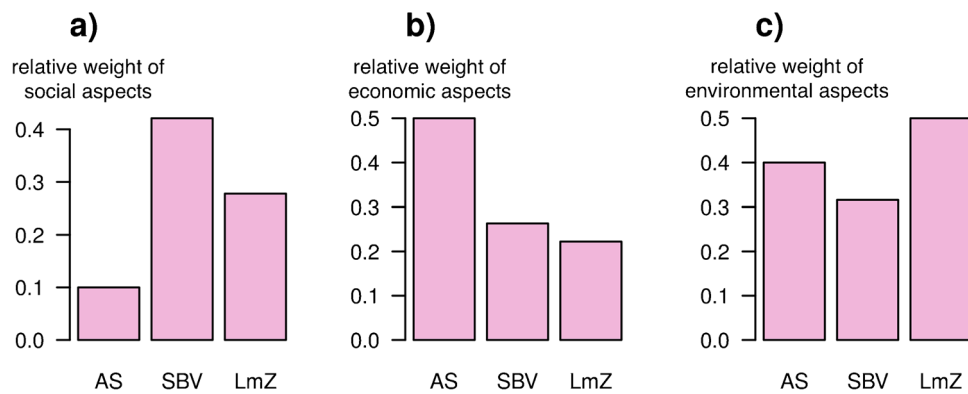 a)
relative weight of
social aspects
0.4
0.3
0.2
0.1
0.0
AS SBV LmZ
b)
relative weight of
economic aspects
0.5
0.4
0.3
0.2
0.1
0.0
AS SBV LmZ
c)
relative weight of
environmental aspects
0.5
0.4
0.3
0.2
0.1
0.0
AS SBV LmZ